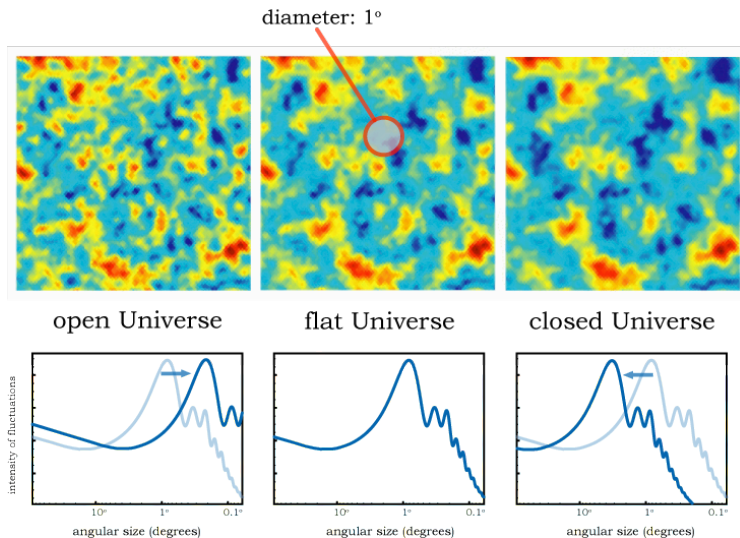 diameter: 1°
open Universe
flat Universe
closed Universe
intensity of fluctuations
10° 1° 0.1°
angular size (degrees)
10° 1° 0.1°
angular size (degrees)
10° 1° 0.1°
angular size (degrees)